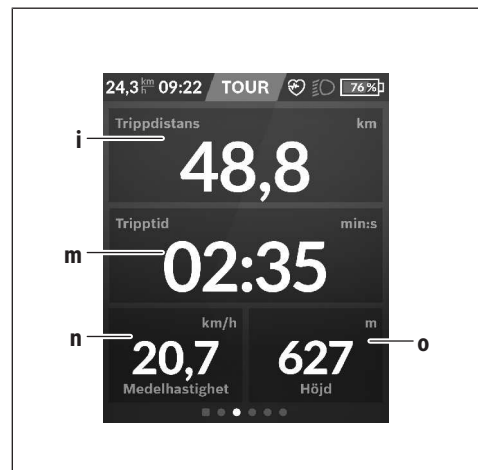 24,3 km/h 09:22 TOUR 76 %
Trippdistans km
i
48,8
Tripptid min:s
m
02:35
km/h m
n o
20,7 627
Medelhastighet Höjd